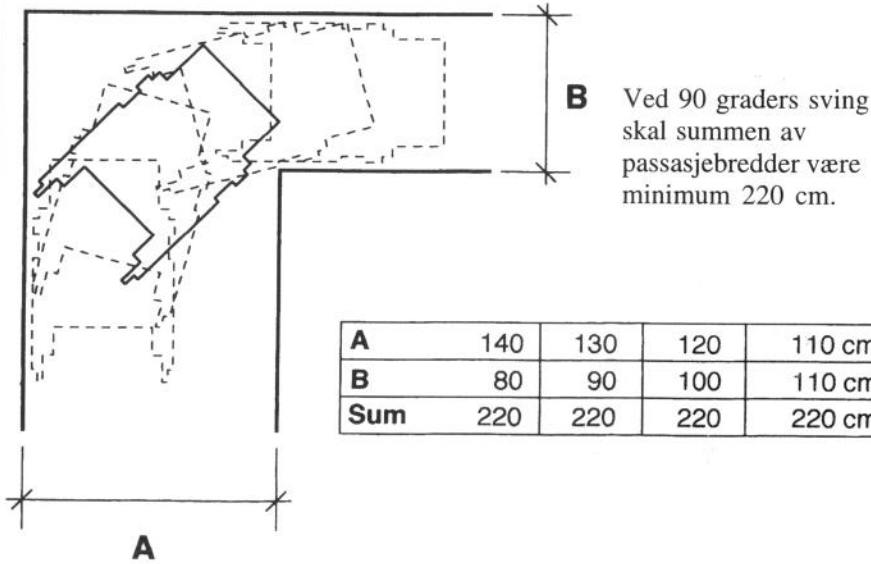 B
Ved 90 graders sving
skal summen av
passasjebredder være
minimum 220 cm.
A 140 130 120 110 cm
B 80 90 100 110 cm
Sum 220 220 220 220 cm
A